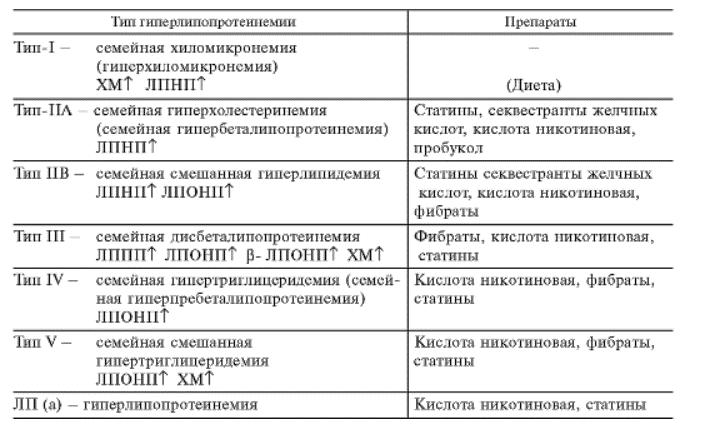 Тип гиперлипопротеинемии Препараты
Тип-I – семейная хиломикронемия –
(гиперхиломикронемия)
ХМ↑ ЛПНП↑ (Диета)
Тип-IIA – семейная гиперхолестеринемия Статины, секвестранты желчных
(семейная гипербеталипопротеинемия) кислот, кислота никотиновая,
ЛПНП↑ пробукол
Тип IIB – семейная смешанная гиперлипидемия Статины секвестранты желчных
ЛПНП↑ ЛПОНП↑ кислот, кислота никотиновая,
фибраты
Тип III – семейная дисбеталипопротеинемия Фибраты, кислота никотиновая,
ЛППП↑ ЛПОНП↑ β- ЛПОНП↑ ХМ↑ статины
Тип IV – семейная гипертриглицеридемия (семей- Кислота никотиновая, фибраты,
ная гиперпребеталипопротеинемия) статины
ЛПОНП↑
Тип V – семейная смешанная Кислота никотиновая, фибраты,
гипертриглицеридемия статины
ЛПОНП↑ ХМ↑
ЛП (а) – гиперлипопротеинемия Кислота никотиновая, статины